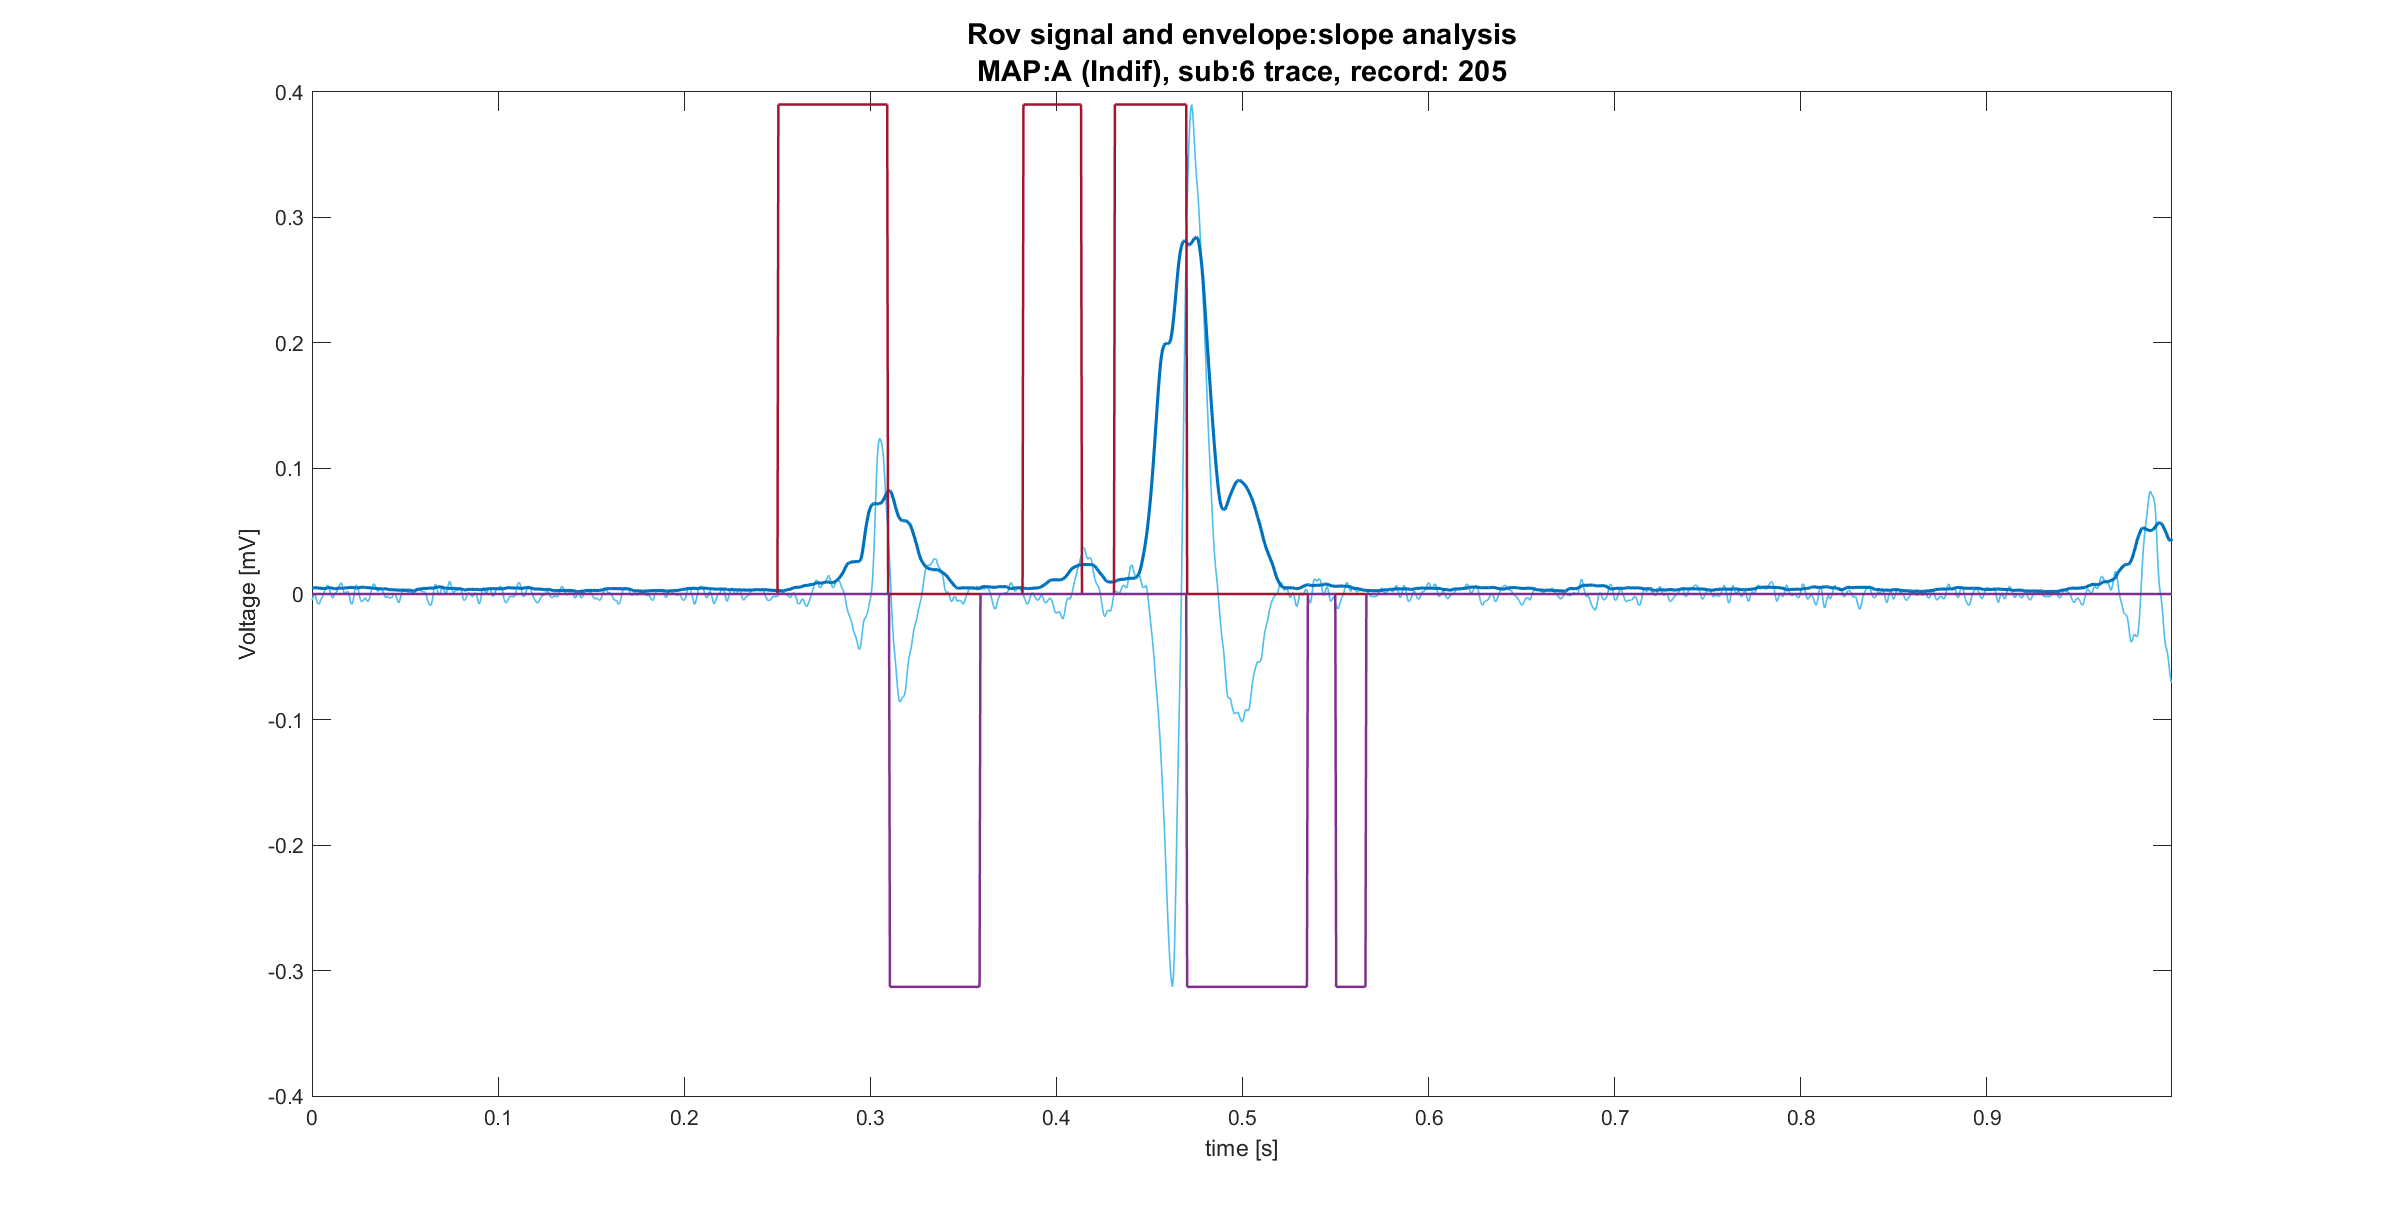 Rov signal and envelope:slope analysis
MAP:A (Indif), sub:6 trace, record: 205
0.4
0.3
0.2
0.1
0
-0.1
-0.2
-0.3
-0.4
Voltage [mV]
0 0.1 0.2 0.3 0.4 0.5 0.6 0.7 0.8 0.9
time [s]